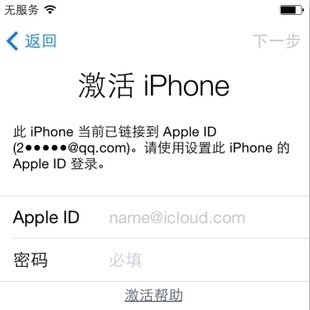 无服务
返回 下一步
激活 iPhone
此 iPhone 当前已链接到 Apple ID
(2●●●●●@qq.com)。请使用设置此 iPhone 的
Apple ID 登录。
Apple ID name@icloud.com
密码 必填
激活帮助